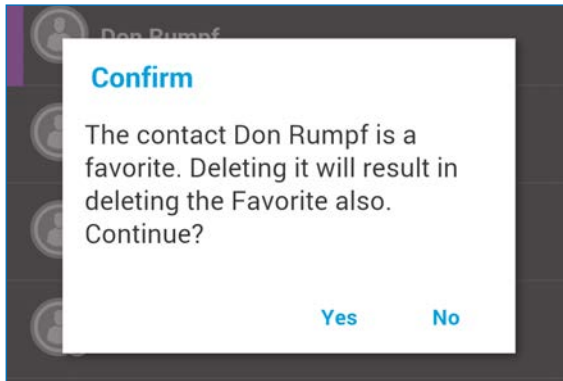 Don Rumpf
Confirm
The contact Don Rumpf is a
favorite. Deleting it will result in
deleting the Favorite also.
Continue?
Yes No